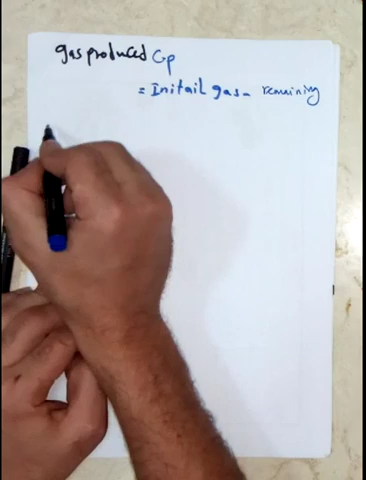 gas produced Gp
= Initail gas - remaining